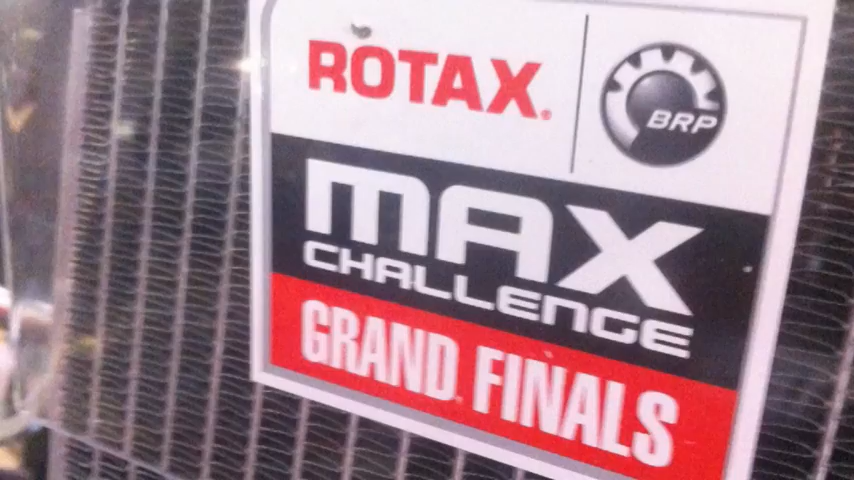 ROTAX®
BRP
MAX
CHALLENGE
GRAND FINALS